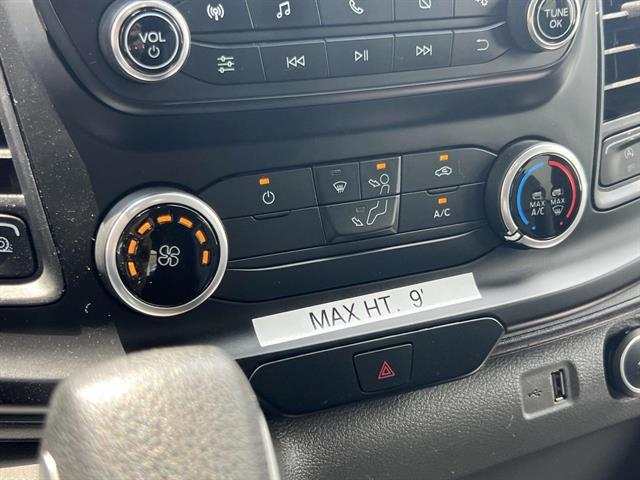 VOL
TUNE
OK
A/C
MAX
A/C
MAX
MAX HT. 9'